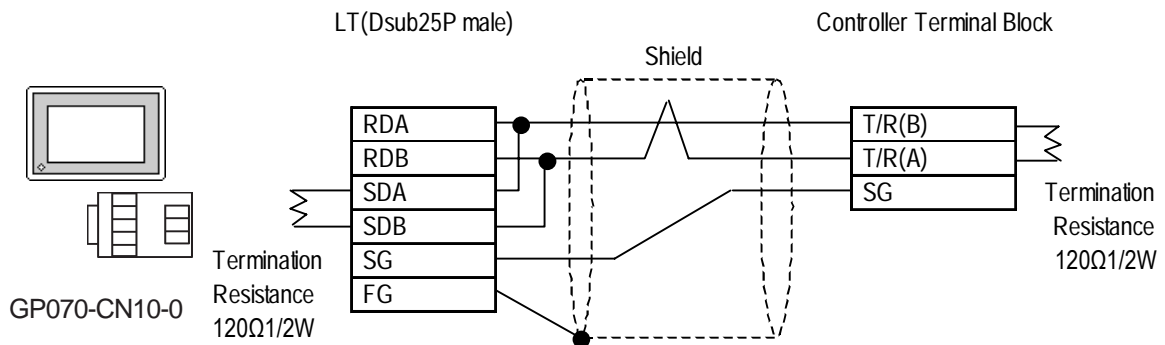 LT(Dsub25P male)
Controller Terminal Block
Shield
RDA
RDB
SDA
SDB
SG
FG
T/R(B)
T/R(A)
SG
Termination
Resistance
120Ω1/2W
Termination
Resistance
120Ω1/2W
GP070-CN10-0